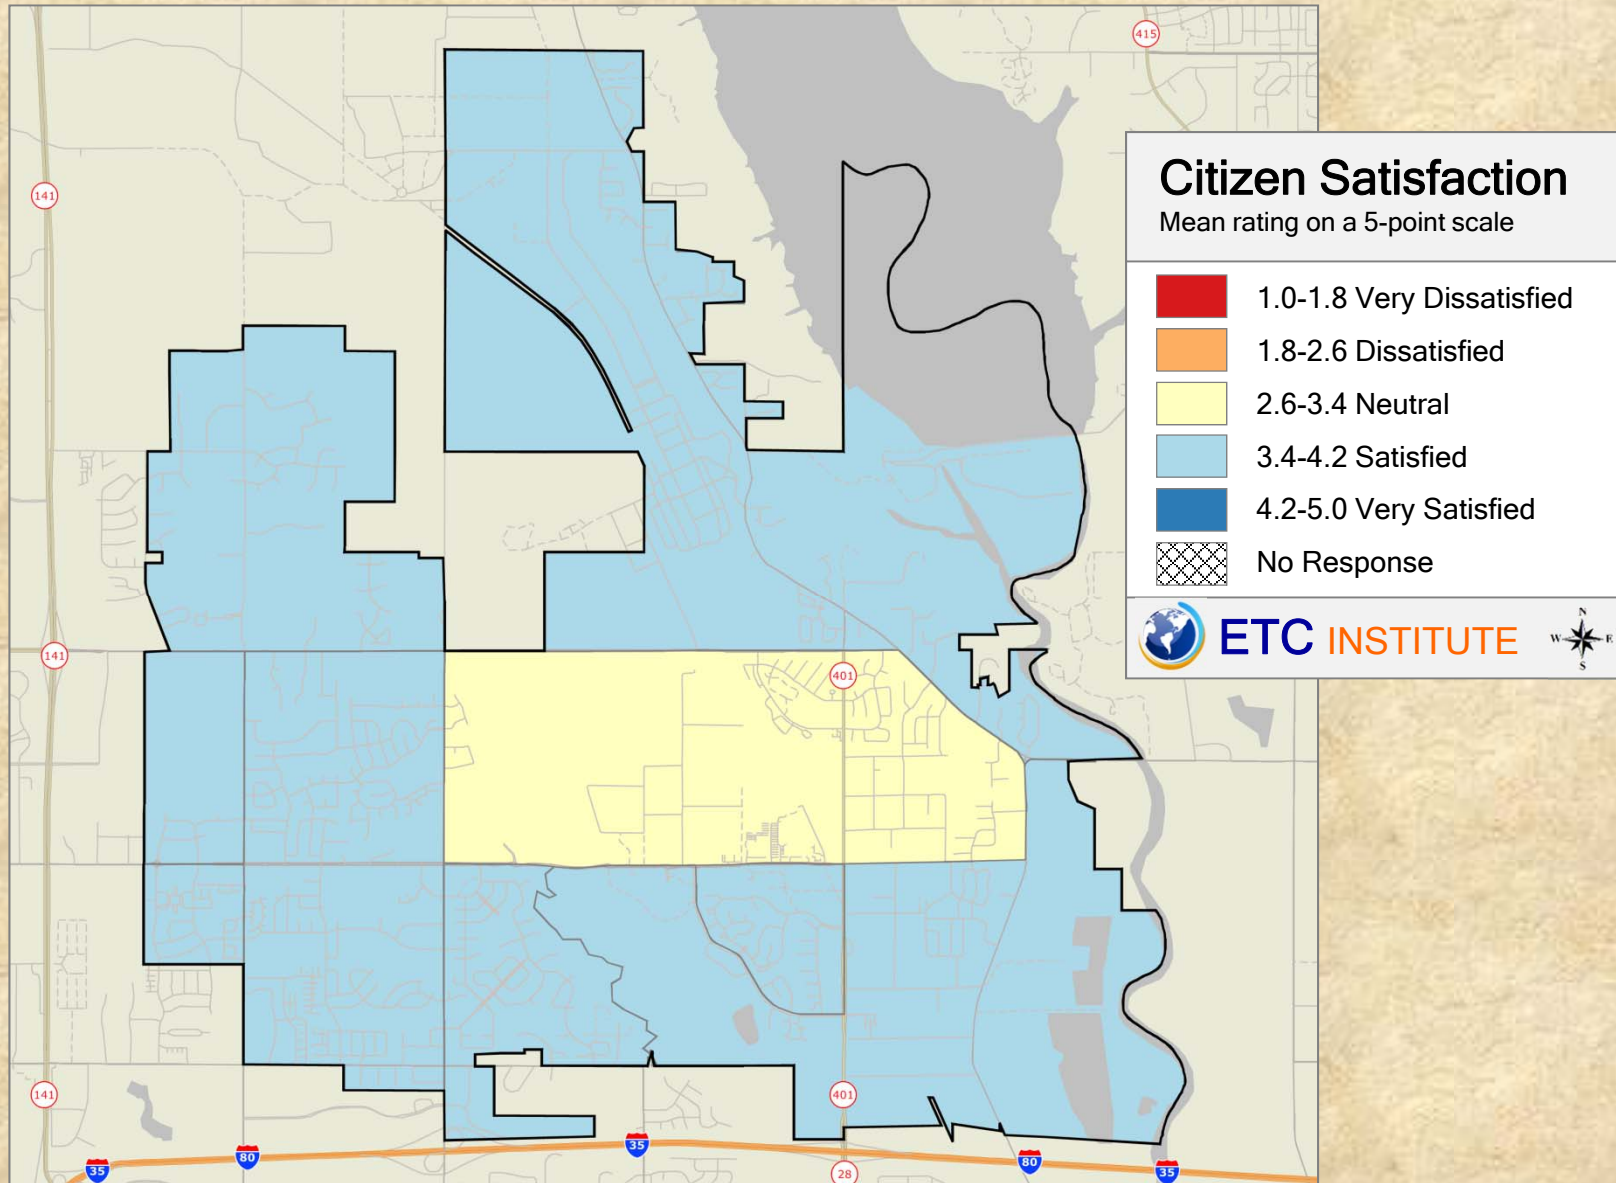 415
141
Citizen Satisfaction
Mean rating on a 5-point scale
1.0-1.8 Very Dissatisfied
1.8-2.6 Dissatisfied
2.6-3.4 Neutral
3.4-4.2 Satisfied
4.2-5.0 Very Satisfied
No Response
ETC INSTITUTE
N
W E
S
141
401
141
401
35
80
35
80
35
28